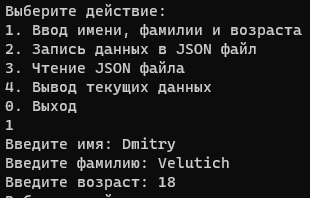 Выберите действие:
1. Ввод имени, фамилии и возраста
2. Запись данных в JSON файл
3. Чтение JSON файла
4. Вывод текущих данных
0. Выход
1
Введите имя: Dmitry
Введите фамилию: Velutich
Введите возраст: 18